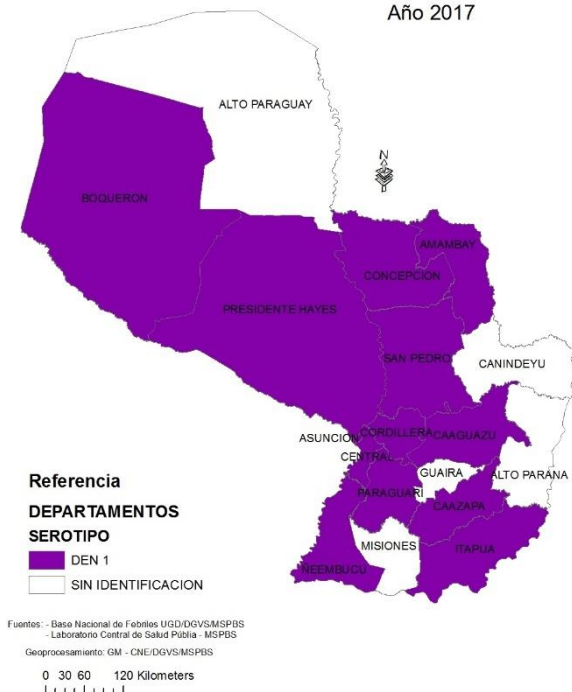 Año 2017
ALTO PARAGUAY
N
BOQUERON
AMAMBAY
CONCEPCION
PRESIDENTE HAYES
SAN PEDRO
CANINDEYU
ASUNCION
CORDILLERA
CAAGUAZU
CENTRAL
GUAIRA
ALTO PARANA
PARAGUARI
CAAZAPA
MISIONES
ITAPUA
ÑEEMBUCU
Referencia
DEPARTAMENTOS
SEROTIPO
DEN 1
SIN IDENTIFICACION
Fuentes: - Base Nacional de Febriles UGD/DGVS/MSPBS
- Laboratorio Central de Salud Públia - MSPBS
Geoprocesamiento: GM - CNE/DGVS/MSPBS
0 30 60 120 Kilometers